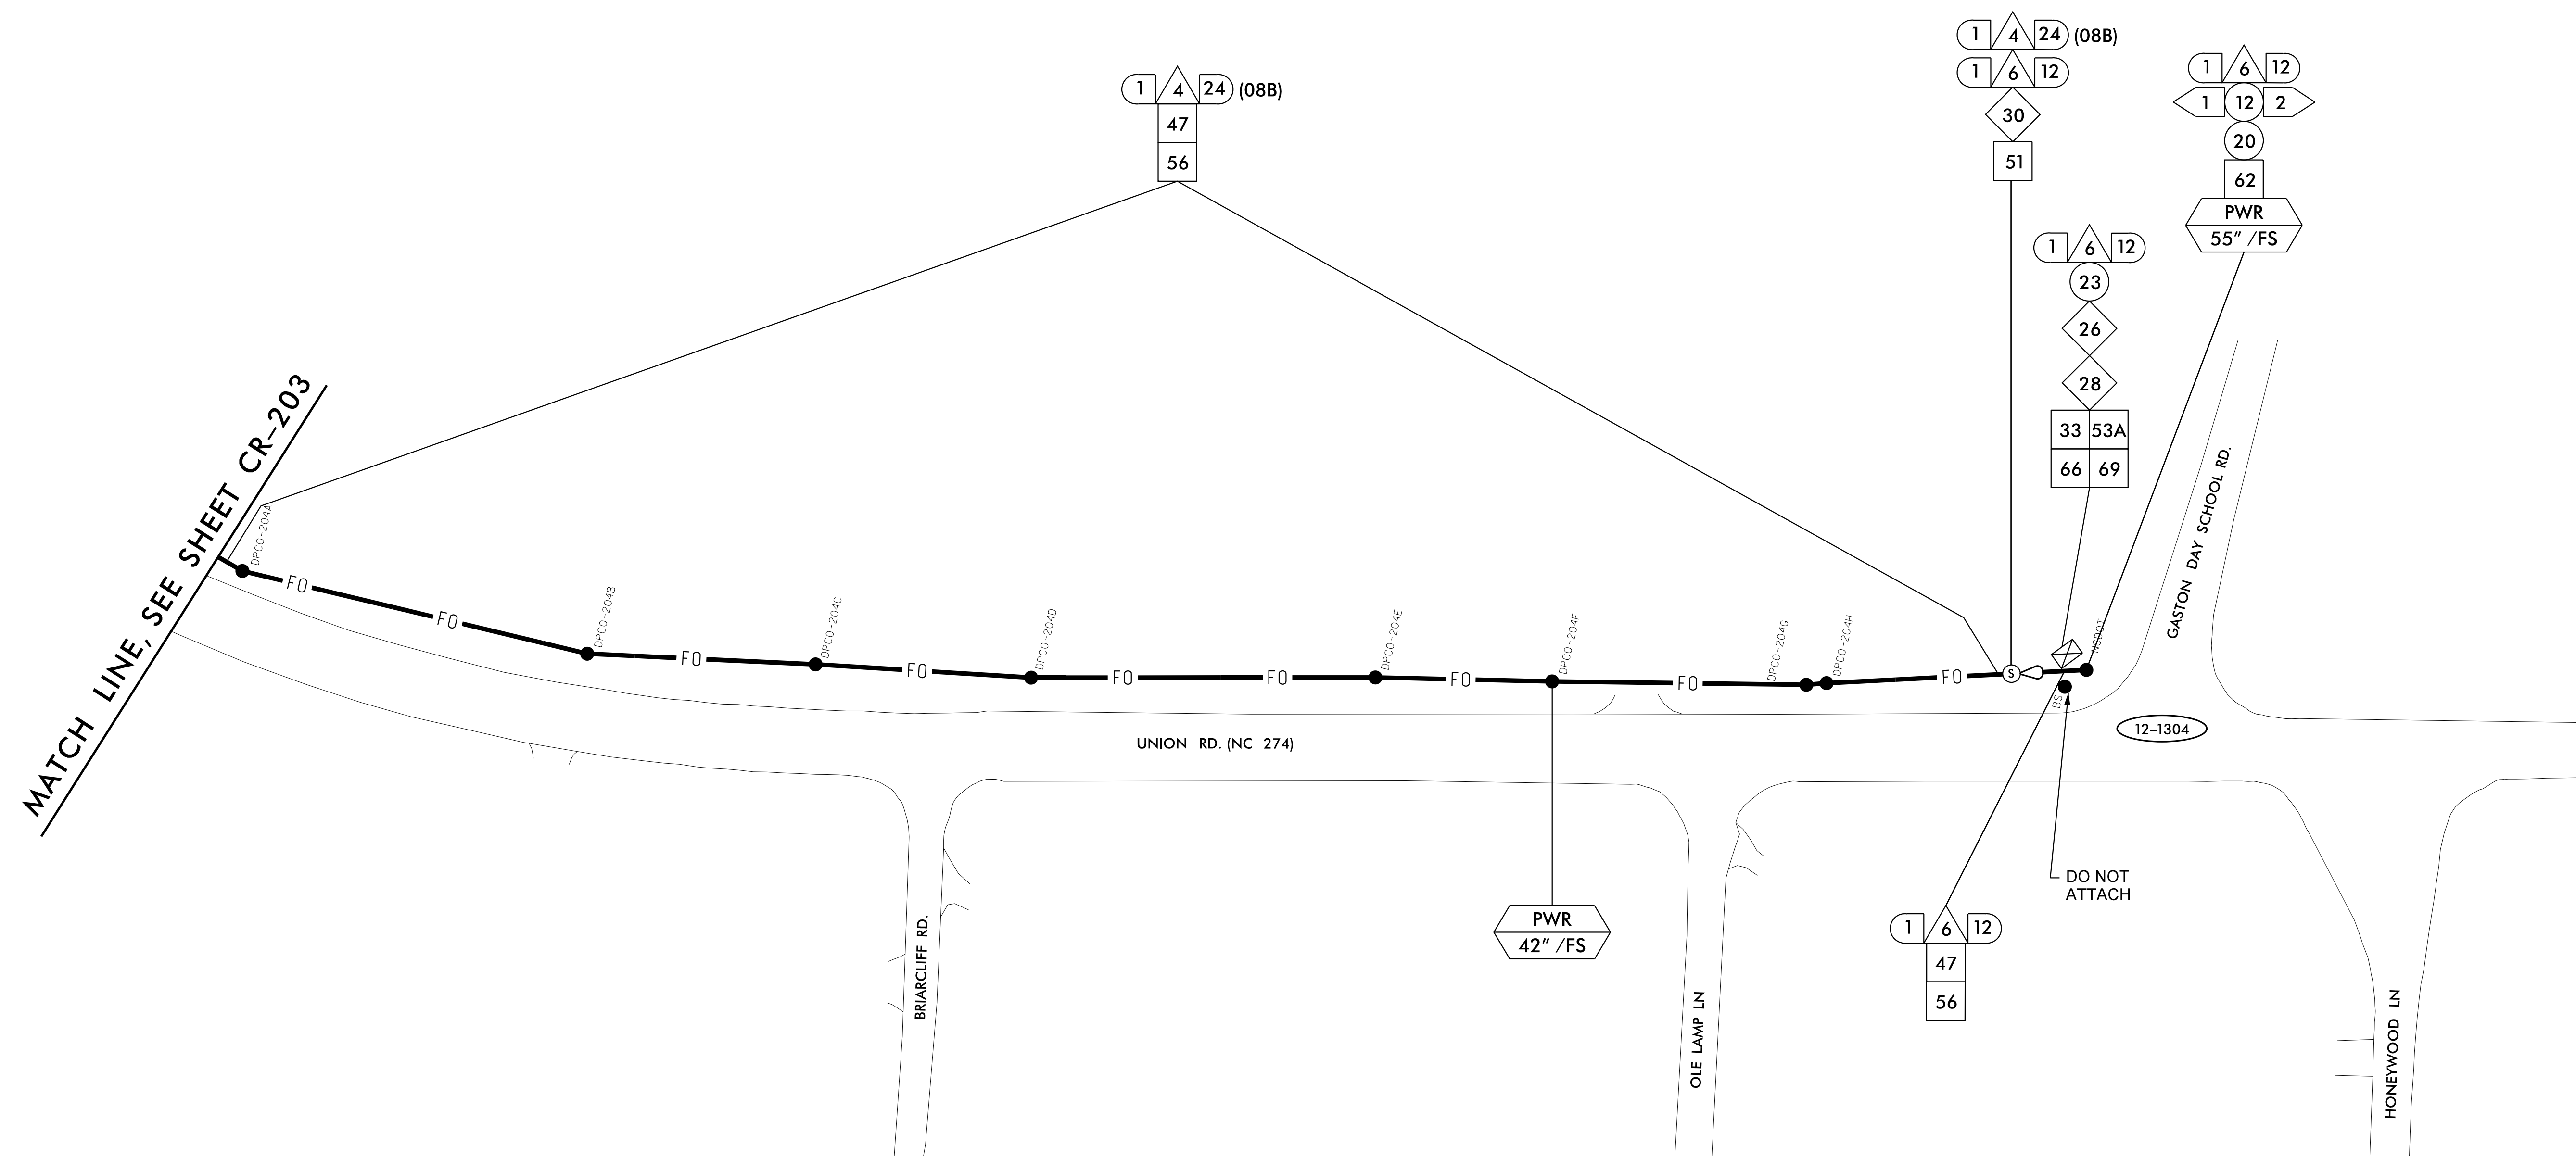 1 4 24 (08B)
47
56
1 4 24 (08B)
1 6 12
30
51
1 6 12
1 12 2
20
62
PWR
55" /FS
1 6 12
23
26
28
33 53A
66 69
MATCH LINE, SEE SHEET CR-203
DPCO-204A
FO
FO
DPCO-204B
FO
DPCO-204C
FO
DPCO-204D
FO
FO
DPCO-204E
FO
DPCO-204F
FO
DPCO-204G
DPCO-204H
FO
S
NCDOT
BS
GASTON DAY SCHOOL RD.
12-1304
UNION RD. (NC 274)
DO NOT
ATTACH
PWR
42" /FS
1 6 12
47
56
BRIARCLIFF RD.
OLE LAMP LN
HONEYWOOD LN